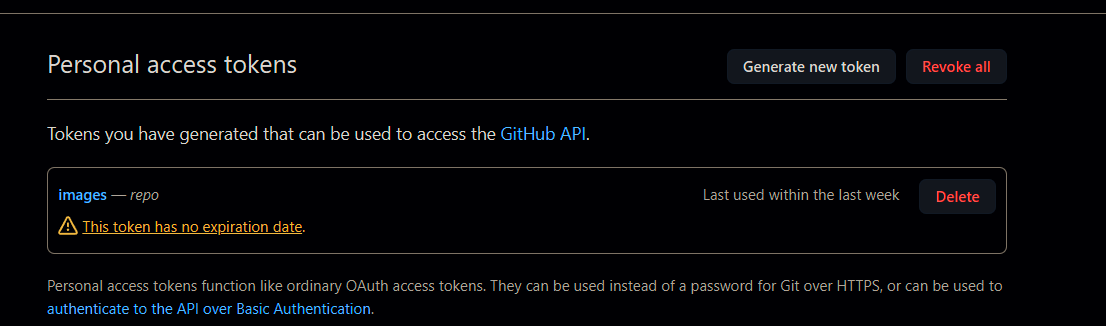 Personal access tokens
Generate new token
Revoke all
Tokens you have generated that can be used to access the GitHub API.
images — repo
Last used within the last week
Delete
This token has no expiration date.
Personal access tokens function like ordinary OAuth access tokens. They can be used instead of a password for Git over HTTPS, or can be used to
authenticate to the API over Basic Authentication.